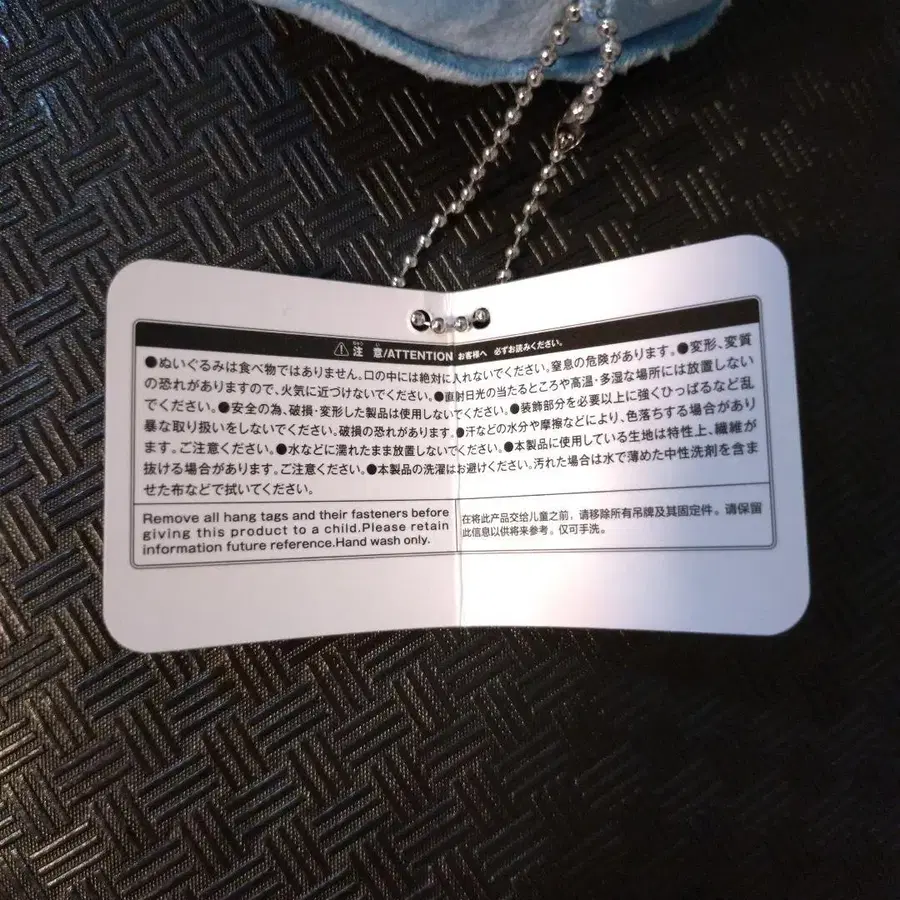 ⚠注意/ATTENTION お客様へ 必ずお読みください。
●ぬいぐるみは食べ物ではありません。口の中には絶対に入れないでください。窒息の危険があります。●変形、変質
の恐れがありますので、火気に近づけないでください。●直射日光の当たるところや高温・多湿な場所には放置しない
でください。●安全の為、破損・変形した製品は使用しないでください。●装飾部分を必要以上に強くひっぱるなど乱
暴な取り扱いをしないでください。破損の恐れがあります。●汗などの水分や摩擦などにより、色落ちする場合があり
ます。ご注意ください。●水などに濡れたまま放置しないでください。●本製品に使用している生地は特性上、繊維が
抜ける場合があります。ご注意ください。●本製品の洗濯はお避けください。汚れた場合は水で薄めた中性洗剤を含ま
せた布などで拭いてください。
Remove all hang tags and their fasteners before
giving this product to a child.Please retain
information future reference.Hand wash only.
在将此产品交给儿童之前，请移除所有吊牌及其固定件。请保留
此信息以供将来参考。仅可手洗。